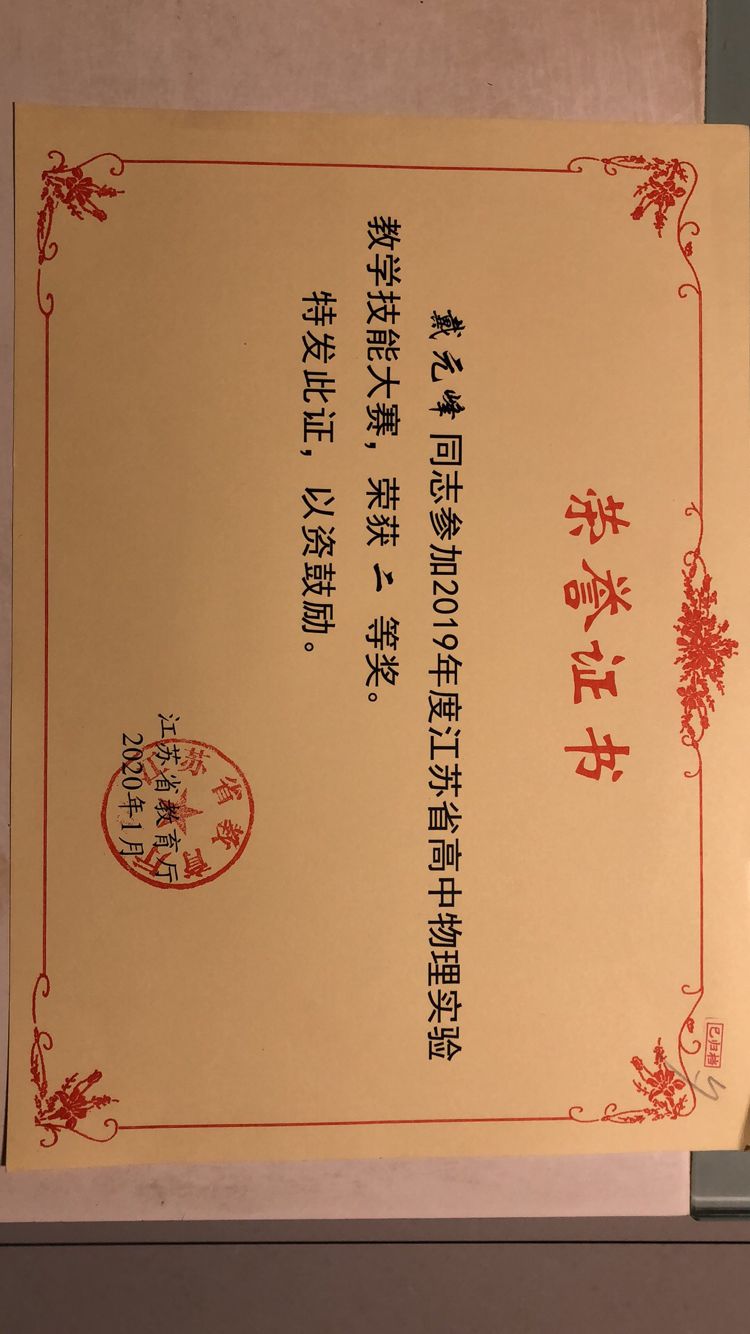 已归档
荣誉证书
戴元峰同志参加2019年度江苏省高中物理实验
教学技能大赛，荣获二等奖。
特发此证，以资鼓励。
江苏省教育厅
2020年1月